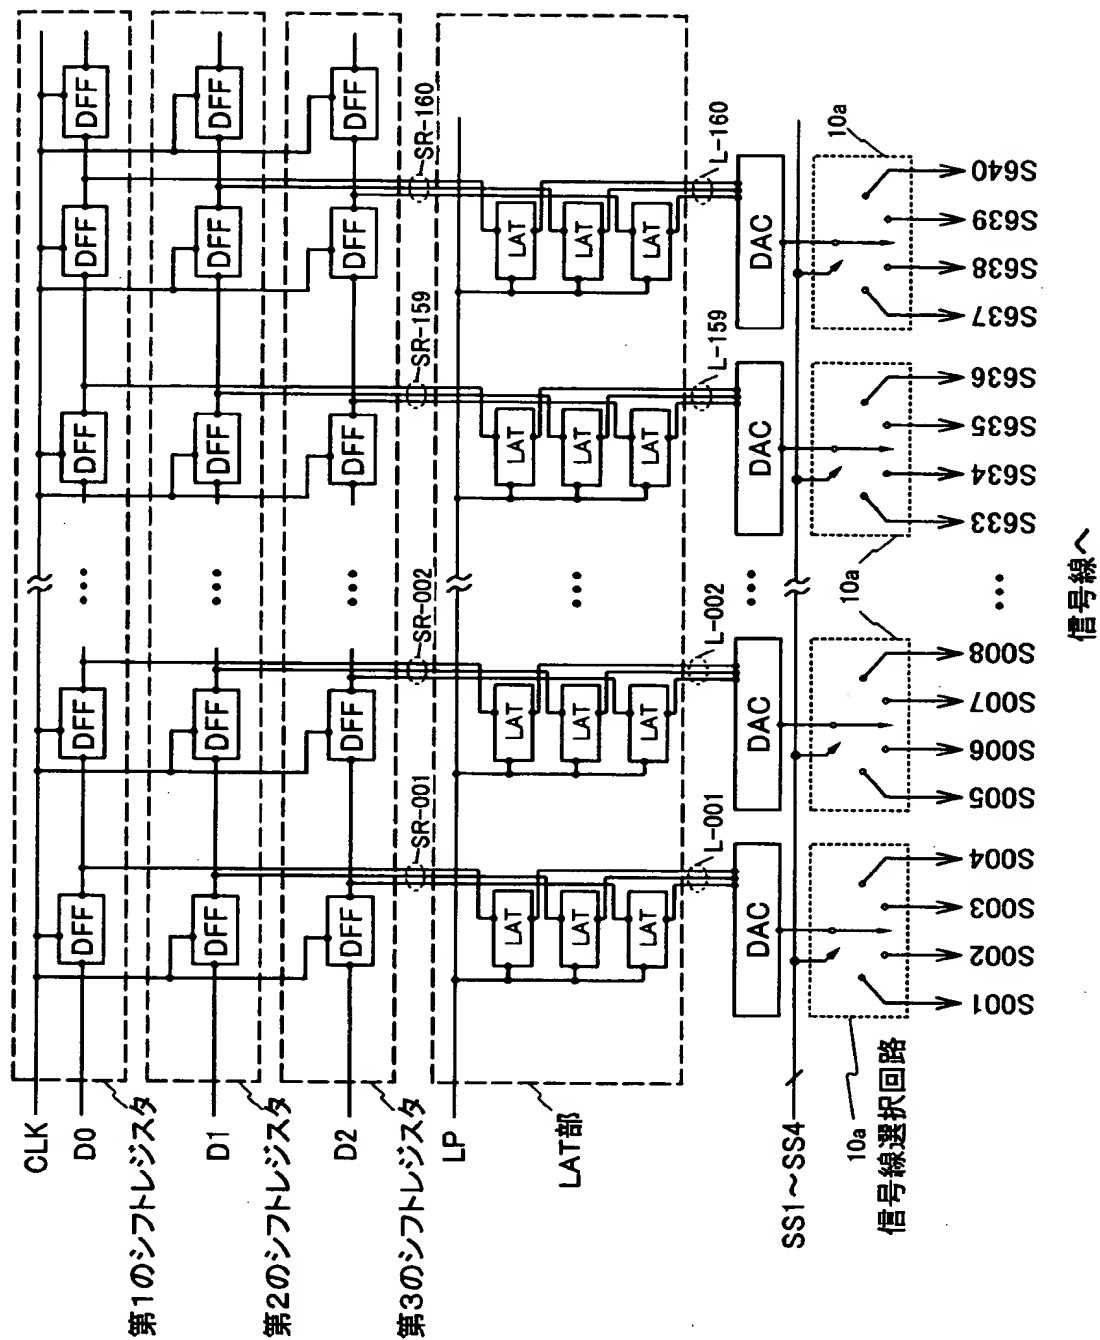 CLK
D0
第1のシフトレジスタ
DFF DFF DFF DFF DFF
D1
第2のシフトレジスタ
DFF DFF DFF DFF DFF
D2
第3のシフトレジスタ
DFF DFF DFF DFF DFF
SR-001 SR-002 SR-159 SR-160
LP
LAT部
LAT LAT LAT LAT
LAT LAT LAT LAT
LAT LAT LAT LAT
L-001 L-002 L-159 L-160
DAC DAC DAC DAC
SS1~SS4
10a 10a 10a 10a
信号線選択回路
S001 S002 S003 S004 S005 S006 S007 S008 S633 S634 S635 S636 S637 S638 S639 S640
信号線へ